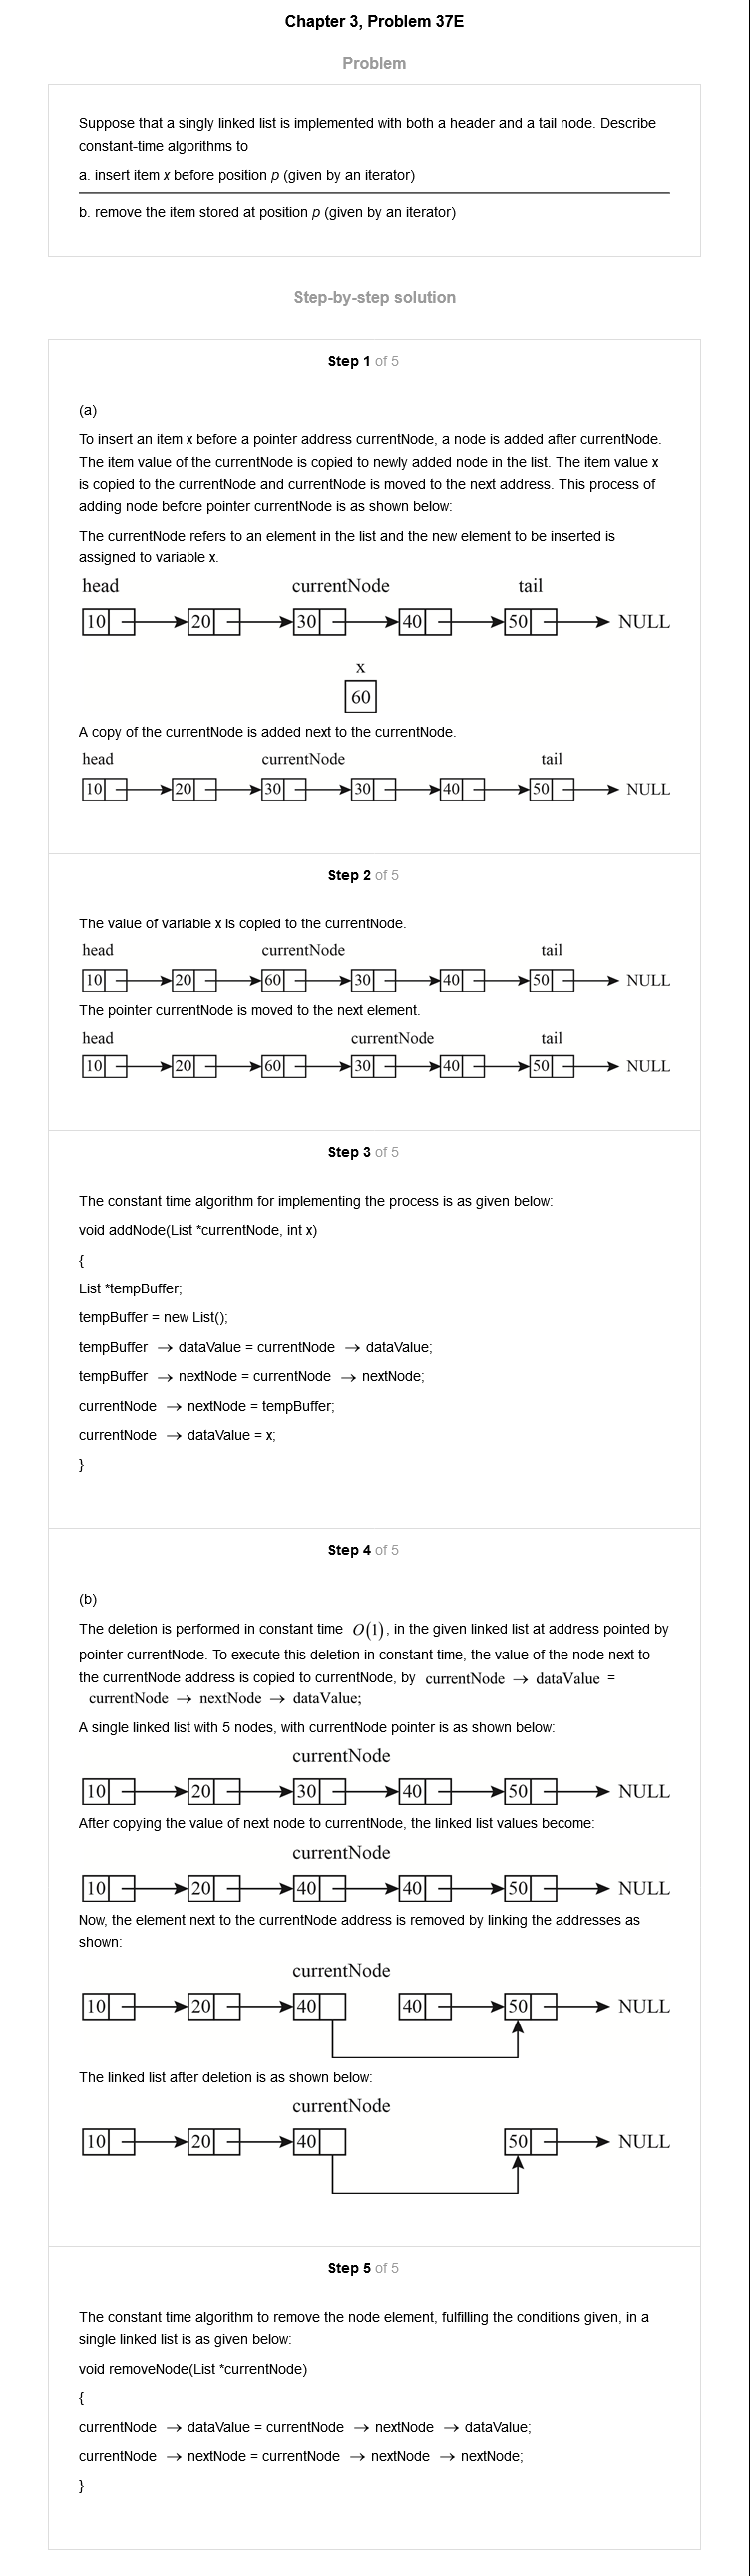 Chapter 3, Problem 37E
Problem
Suppose that a singly linked list is implemented with both a header and a tail node. Describe
constant-time algorithms to
a. insert item x before position p (given by an iterator)
b. remove the item stored at position p (given by an iterator)
Step-by-step solution
Step 1 of 5
(a)
To insert an item x before a pointer address currentNode, a node is added after currentNode.
The item value of the currentNode is copied to newly added node in the list. The item value x
is copied to the currentNode and currentNode is moved to the next address. This process of
adding node before pointer currentNode is as shown below:
The currentNode refers to an element in the list and the new element to be inserted is
assigned to variable x.
head currentNode tail
10 20 30 40 50 NULL
x
60
A copy of the currentNode is added next to the currentNode.
head currentNode tail
10 20 30 30 40 50 NULL
Step 2 of 5
The value of variable x is copied to the currentNode.
head currentNode tail
10 20 60 30 40 50 NULL
The pointer currentNode is moved to the next element.
head currentNode tail
10 20 60 30 40 50 NULL
Step 3 of 5
The constant time algorithm for implementing the process is as given below:
void addNode(List *currentNode, int x)
{
List *tempBuffer;
tempBuffer = new List();
tempBuffer → dataValue = currentNode → dataValue;
tempBuffer → nextNode = currentNode → nextNode;
currentNode → nextNode = tempBuffer;
currentNode → dataValue = x;
}
Step 4 of 5
(b)
The deletion is performed in constant time O(1), in the given linked list at address pointed by
pointer currentNode. To execute this deletion in constant time, the value of the node next to
the currentNode address is copied to currentNode, by currentNode → dataValue =
currentNode → nextNode → dataValue;
A single linked list with 5 nodes, with currentNode pointer is as shown below:
currentNode
10 20 30 40 50 NULL
After copying the value of next node to currentNode, the linked list values become:
currentNode
10 20 40 40 50 NULL
Now, the element next to the currentNode address is removed by linking the addresses as
shown:
currentNode
10 20 40 40 50 NULL
The linked list after deletion is as shown below:
currentNode
10 20 40 50 NULL
Step 5 of 5
The constant time algorithm to remove the node element, fulfilling the conditions given, in a
single linked list is as given below:
void removeNode(List *currentNode)
{
currentNode → dataValue = currentNode → nextNode → dataValue;
currentNode → nextNode = currentNode → nextNode → nextNode;
}